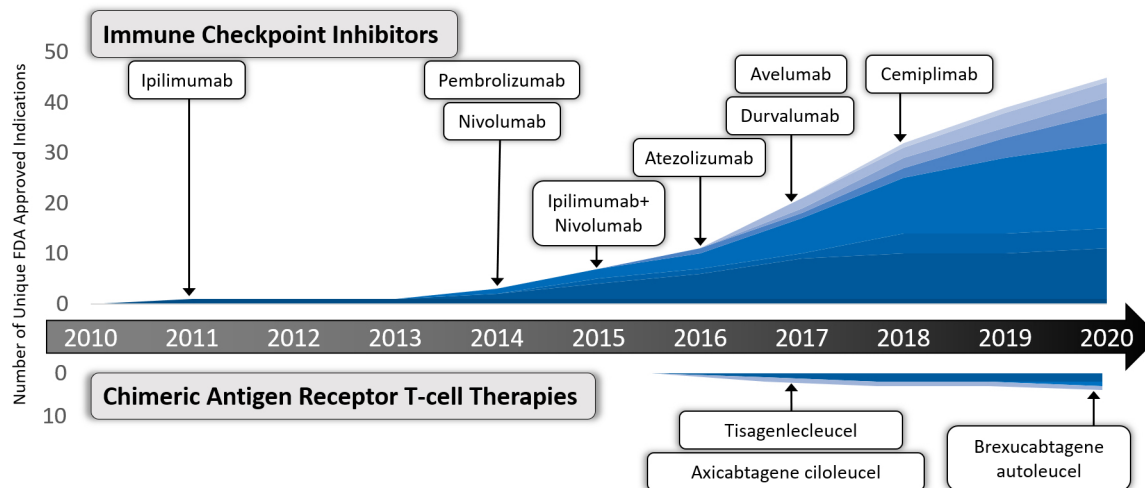 Immune Checkpoint Inhibitors
Number of Unique FDA Approved Indications
50
40
30
20
10
0
Ipilimumab
Pembrolizumab
Nivolumab
Ipilimumab+
Nivolumab
Atezolizumab
Avelumab
Durvalumab
Cemiplimab
2010 2011 2012 2013 2014 2015 2016 2017 2018 2019 2020
0
10
Chimeric Antigen Receptor T-cell Therapies
Tisagenlecleucel
Axicabtagene ciloleucel
Brexucabtagene
autoleucel